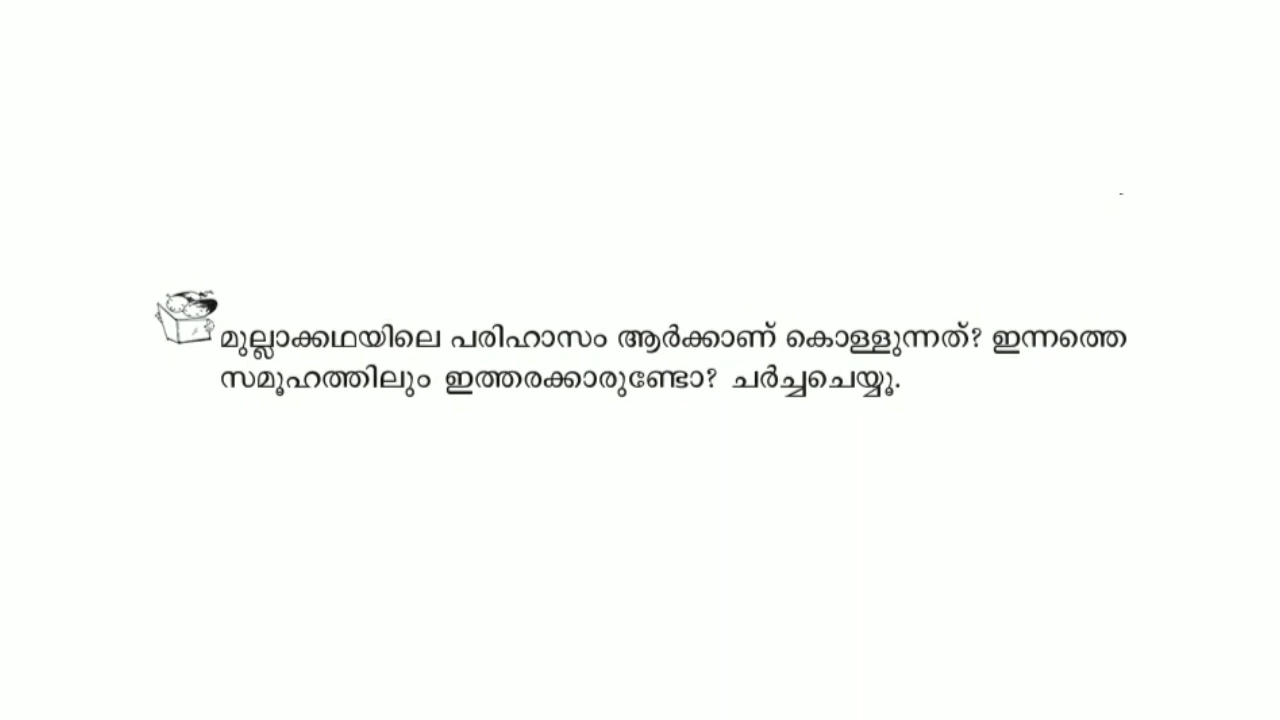 മുല്ലാക്കഥയിലെ പരിഹാസം ആർക്കാണ് കൊള്ളുന്നത്? ഇന്നത്തെ
സമൂഹത്തിലും ഇത്തരക്കാരുണ്ടോ? ചർച്ചചെയ്യൂ.